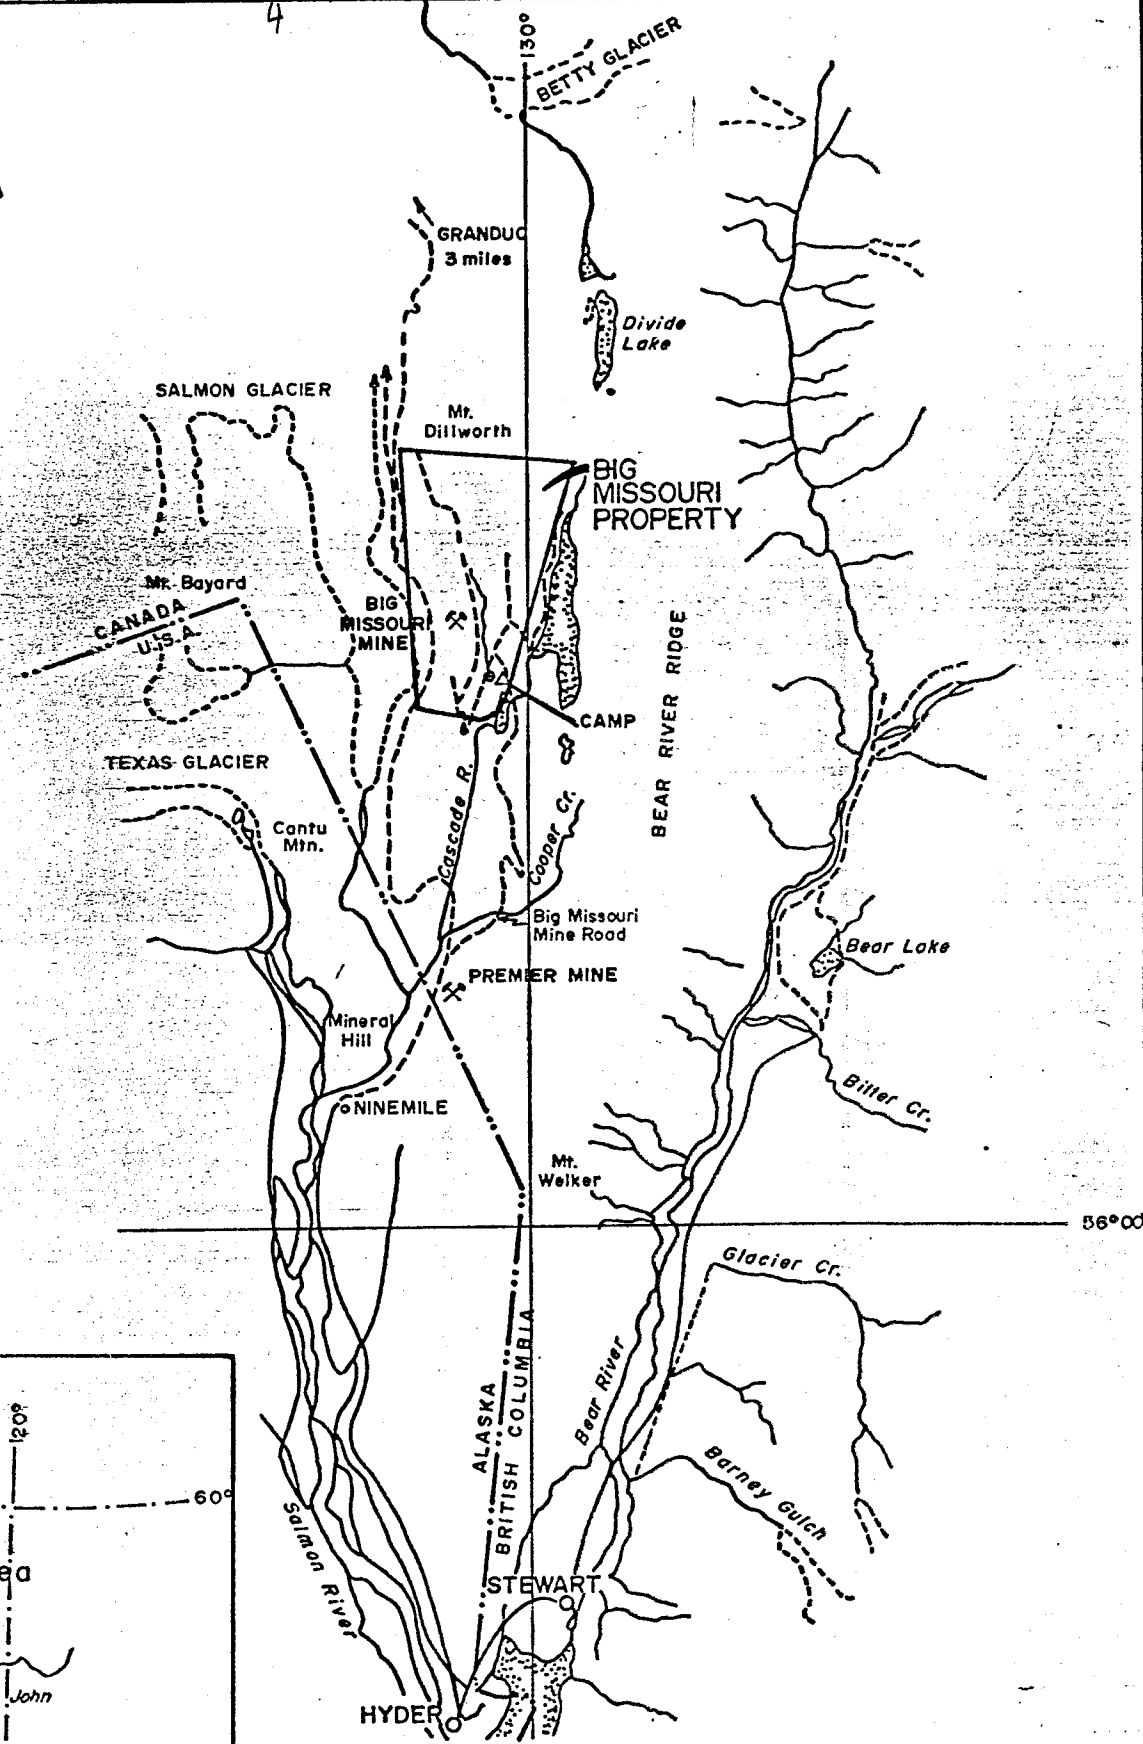 4
130°
BETTY GLACIER
GRANDUC
3 miles
Divide
Lake
SALMON GLACIER
Mt.
Dillworth
BIG
MISSOURI
PROPERTY
Mt. Bayard
CANADA
U.S.A.
BIG
MISSOURI
MINE
BEAR RIVER RIDGE
CAMP
TEXAS GLACIER
Cascade R.
Cooper Cr.
Cantu
Mtn.
Big Missouri
Mine Road
Bear Lake
PREMIER MINE
Mineral
Hill
Bitter Cr.
NINEMILE
Mt.
Welker
56°00
Glacier Cr.
Bear River
ALASKA
BRITISH COLUMBIA
Barney Gulch
120°
60°
Salmon River
ea
STEWART
John
HYDER